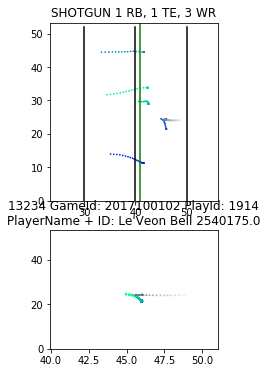 SHOTGUN 1 RB, 1 TE, 3 WR
50
40
30
20
10
0
30 40 50
13234 GameId: 2017100102 PlayId: 1914
PlayerName + ID: Le'Veon Bell 2540175.0
40
20
0
40.0 42.5 45.0 47.5 50.0